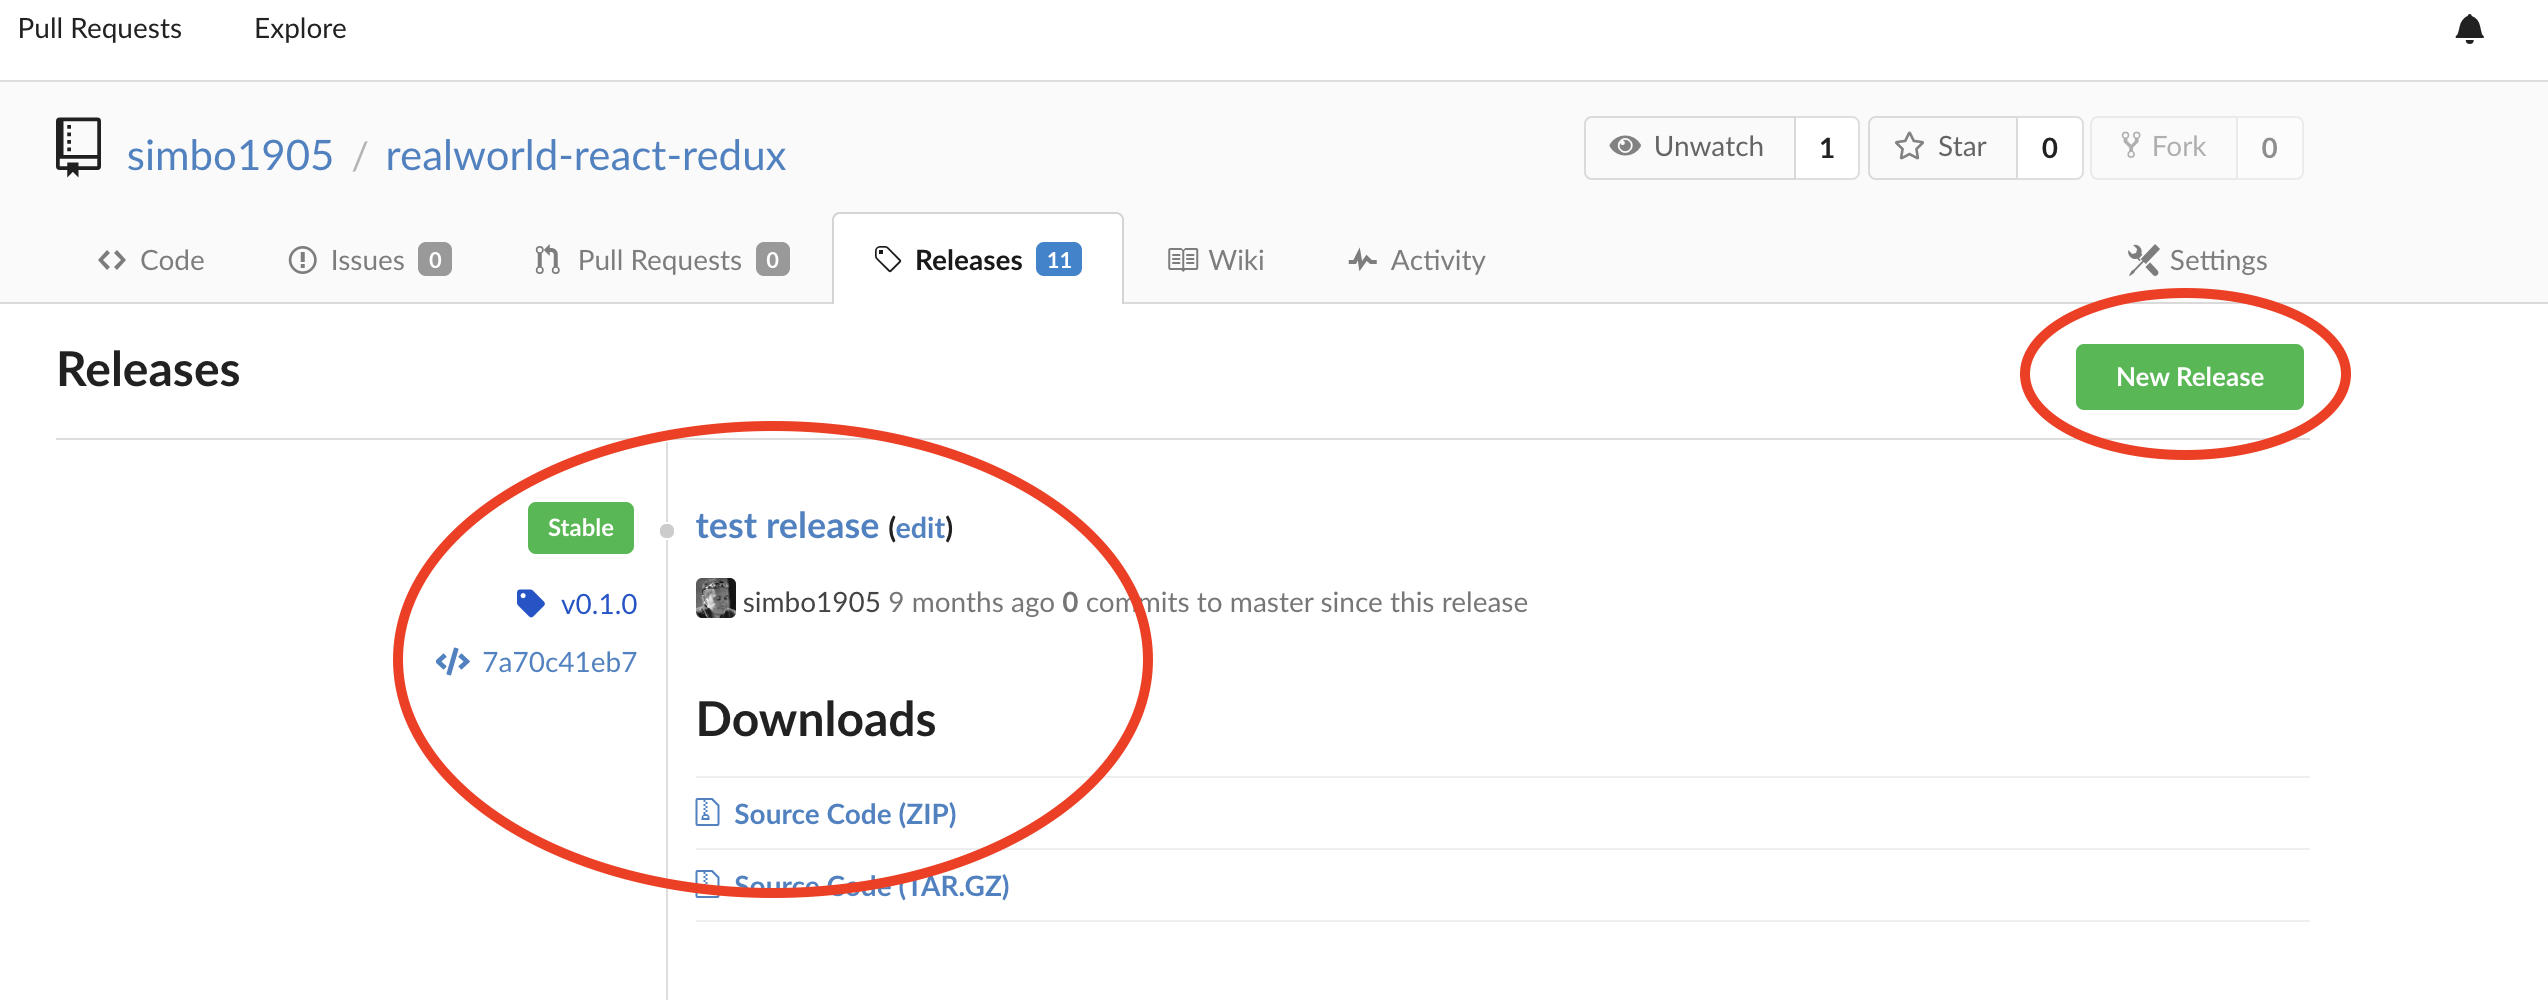 Pull Requests Explore
simbo1905 / realworld-react-redux Unwatch 1 Star 0 Fork 0
Code Issues 0 Pull Requests 0 Releases 11 Wiki Activity Settings
Releases New Release
Stable test release (edit)
v0.1.0 simbo1905 9 months ago 0 commits to master since this release
7a70c41eb7
Downloads
Source Code (ZIP)
Source Code (TAR.GZ)